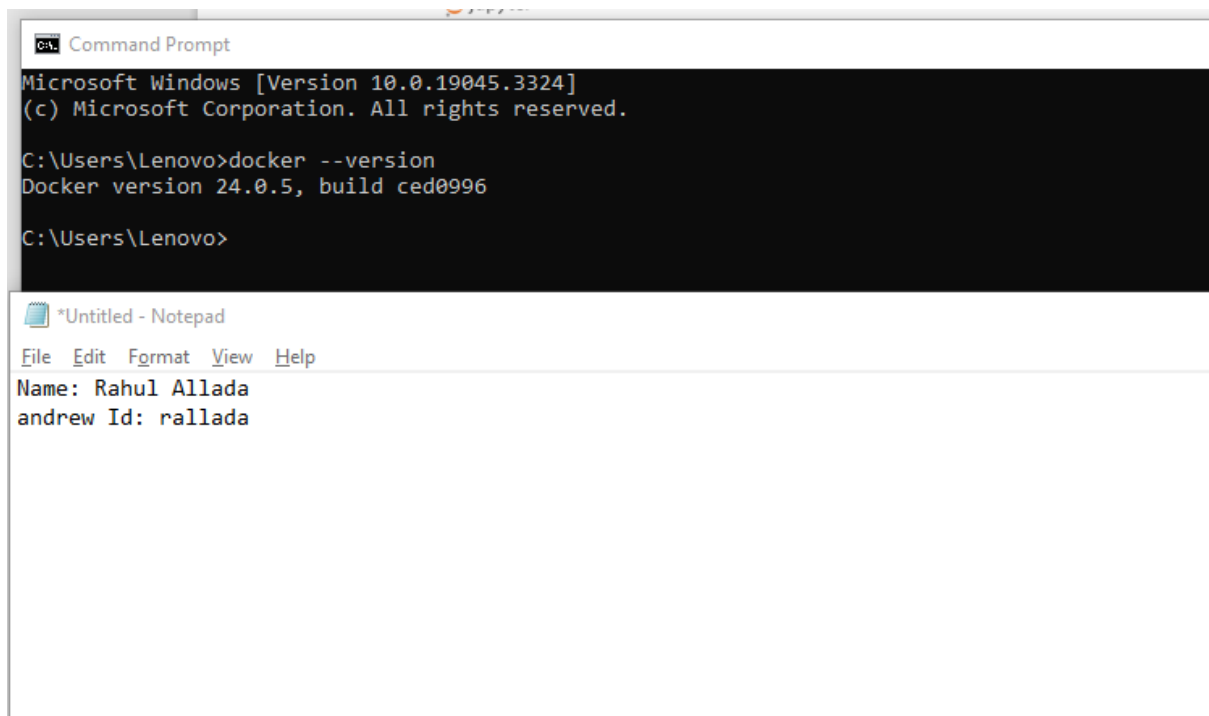 Command Prompt
Microsoft Windows [Version 10.0.19045.3324]
(c) Microsoft Corporation. All rights reserved.
C:\Users\Lenovo>docker --version
Docker version 24.0.5, build ced0996
C:\Users\Lenovo>
*Untitled - Notepad
File Edit Format View Help
Name: Rahul Allada
andrew Id: rallada